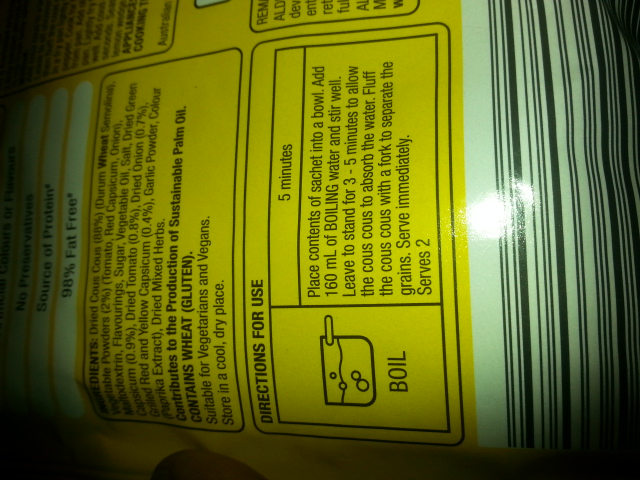 No Preservatives
Source of Protein*
98% Fat Free*
INGREDIENTS: Dried Cous Cous (88%) (Durum Wheat Semolina),
Vegetable Powders (2%) (Tomato, Red Capsicum, Onion),
Maltodextrin, Flavourings, Sugar, Vegetable Oil, Salt, Dried Green
Capsicum (0.9%), Dried Tomato (0.8%), Dried Onion (0.7%),
Grilled Red and Yellow Capsicum (0.4%), Garlic Powder, Colour
(Paprika Extract), Dried Mixed Herbs.
Contributes to the Production of Sustainable Palm Oil.
CONTAINS WHEAT (GLUTEN).
Suitable for Vegetarians and Vegans.
Store in a cool, dry place.
DIRECTIONS FOR USE
5 minutes
BOIL
Place contents of sachet into a bowl. Add
160 mL of BOILING water and stir well.
Leave to stand for 3 - 5 minutes to allow
the cous cous to absorb the water. Fluff
the cous cous with a fork to separate the
grains. Serve immediately.
Serves 2
COOKING
Australian